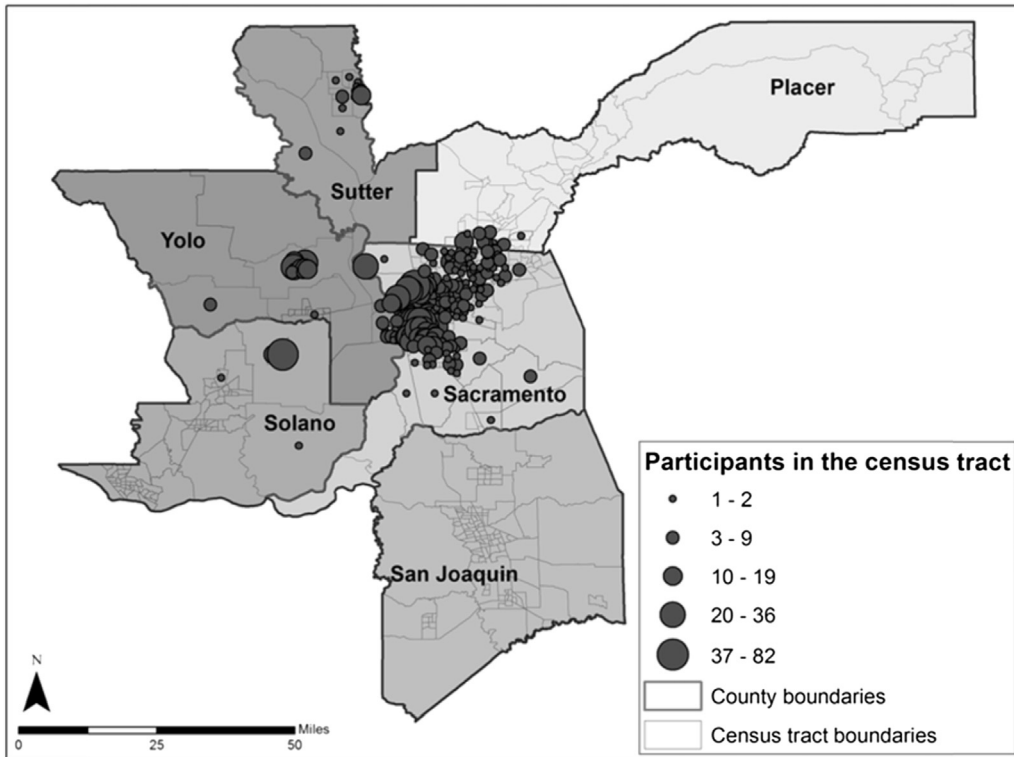 Placer
Sutter
Yolo
Sacramento
Solano
San Joaquin
Participants in the census tract
1 - 2
3 - 9
10 - 19
20 - 36
37 - 82
County boundaries
Census tract boundaries
N
Miles
0 25 50